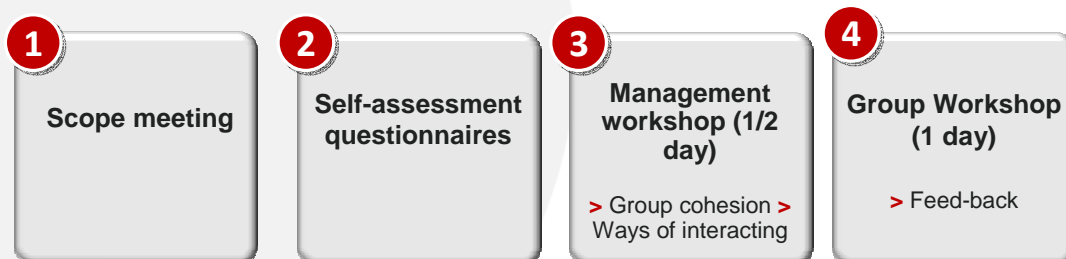 1
Scope meeting
2
Self-assessment
questionnaires
3
Management
workshop (1/2
day)
> Group cohesion >
Ways of interacting
4
Group Workshop
(1 day)
> Feed-back